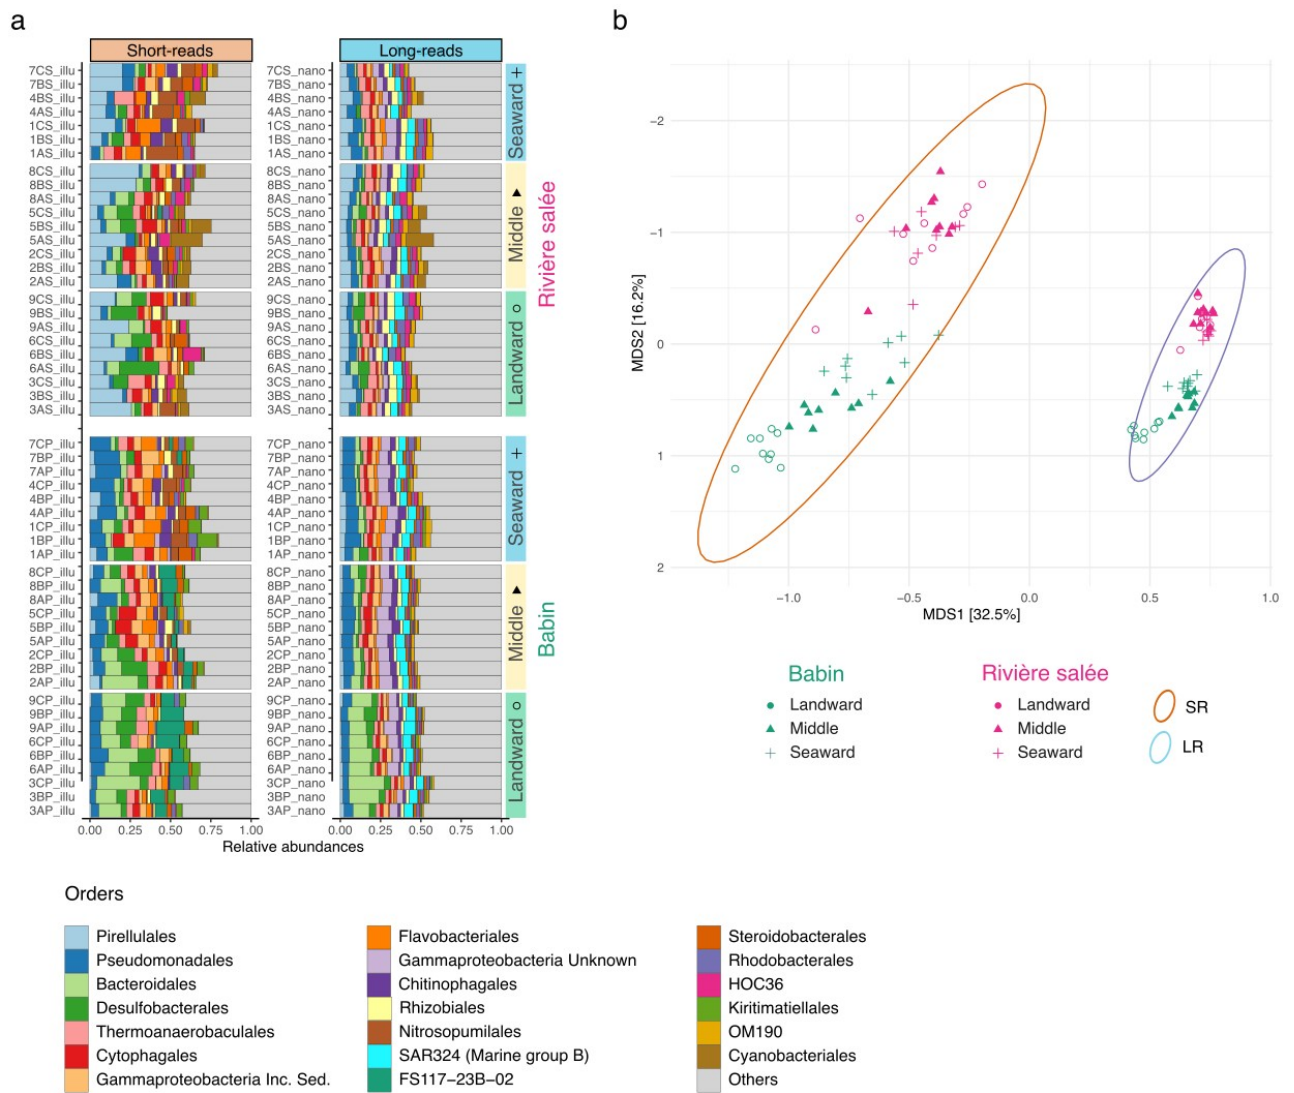 a
b
Short-reads
Long-reads
7CS_illu
7BS_illu
4BS_illu
4AS_illu
1CS_illu
1BS_illu
1AS_illu
7CS_nano
7BS_nano
4BS_nano
4AS_nano
1CS_nano
1BS_nano
1AS_nano
Seaward +
8CS_illu
8BS_illu
8AS_illu
5CS_illu
5BS_illu
5AS_illu
2CS_illu
2BS_illu
2AS_illu
8CS_nano
8BS_nano
8AS_nano
5CS_nano
5BS_nano
5AS_nano
2CS_nano
2BS_nano
2AS_nano
Middle ▲
9CS_illu
9BS_illu
9AS_illu
6CS_illu
6BS_illu
6AS_illu
3CS_illu
3BS_illu
3AS_illu
9CS_nano
9BS_nano
9AS_nano
6CS_nano
6BS_nano
6AS_nano
3CS_nano
3BS_nano
3AS_nano
Landward ○
Rivière salée
7CP_illu
7BP_illu
7AP_illu
4CP_illu
4BP_illu
4AP_illu
1CP_illu
1BP_illu
1AP_illu
7CP_nano
7BP_nano
7AP_nano
4CP_nano
4BP_nano
4AP_nano
1CP_nano
1BP_nano
1AP_nano
Seaward +
8CP_illu
8BP_illu
8AP_illu
5CP_illu
5BP_illu
5AP_illu
2CP_illu
2BP_illu
2AP_illu
8CP_nano
8BP_nano
8AP_nano
5CP_nano
5BP_nano
5AP_nano
2CP_nano
2BP_nano
2AP_nano
Middle ▲
9CP_illu
9BP_illu
9AP_illu
6CP_illu
6BP_illu
6AP_illu
3CP_illu
3BP_illu
3AP_illu
9CP_nano
9BP_nano
9AP_nano
6CP_nano
6BP_nano
6AP_nano
3CP_nano
3BP_nano
3AP_nano
Landward ○
Babin
0.00 0.25 0.50 0.75 1.00
0.00 0.25 0.50 0.75 1.00
Relative abundances
MDS2 [16.2%]
−2
−1
0
1
2
−1.0 −0.5 0.0 0.5 1.0
MDS1 [32.5%]
Babin
Landward
Middle
Seaward
Rivière salée
Landward
Middle
Seaward
SR
LR
Orders
Pirellulales
Pseudomonadales
Bacteroidales
Desulfobacterales
Thermoanaerobaculales
Cytophagales
Gammaproteobacteria Inc. Sed.
Flavobacteriales
Gammaproteobacteria Unknown
Chitinophagales
Rhizobiales
Nitrosopumilales
SAR324 (Marine group B)
FS117−23B−02
Steroidobacterales
Rhodobacterales
HOC36
Kiritimatiellales
OM190
Cyanobacteriales
Others